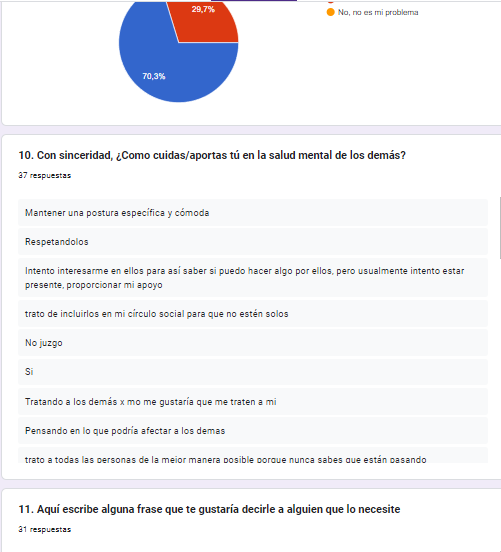 29,7%
No, no es mi problema
70,3%
10. Con sinceridad, ¿Como cuidas/aportas tú en la salud mental de los demás?
37 respuestas
Mantener una postura específica y cómoda
Respetandolos
Intento interesarme en ellos para así saber si puedo hacer algo por ellos, pero usualmente intento estar
presente, proporcionar mi apoyo
trato de incluirlos en mi círculo social para que no estén solos
No juzgo
Si
Tratando a los demás x mo me gustaría que me traten a mi
Pensando en lo que podría afectar a los demas
trato a todas las personas de la mejor manera posible porque nunca sabes que están pasando
11. Aquí escribe alguna frase que te gustaría decirle a alguien que lo necesite
31 respuestas